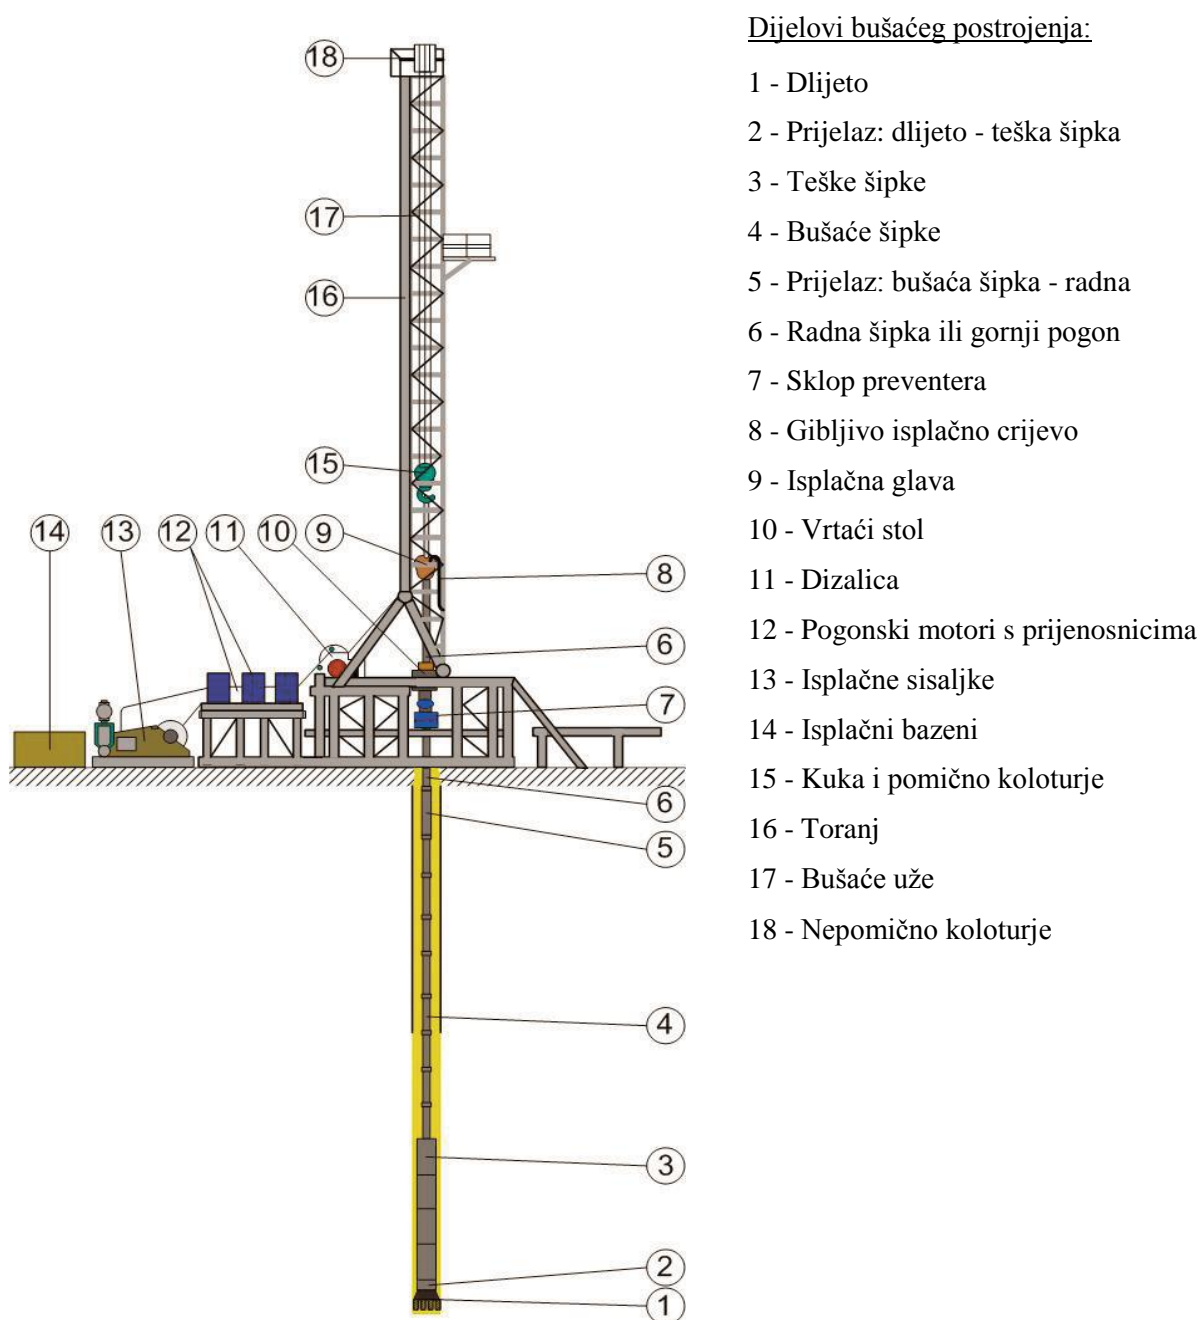 Dijelovi bušaćeg postrojenja:
1 - Dlijeto
2 - Prijelaz: dlijeto - teška šipka
3 - Teške šipke
4 - Bušaće šipke
5 - Prijelaz: bušaća šipka - radna
6 - Radna šipka ili gornji pogon
7 - Sklop preventera
8 - Gibljivo isplačno crijevo
9 - Isplačna glava
10 - Vrtaći stol
11 - Dizalica
12 - Pogonski motori s prijenosnicima
13 - Isplačne sisaljke
14 - Isplačni bazeni
15 - Kuka i pomično koloturje
16 - Toranj
17 - Bušaće uže
18 - Nepomično koloturje
18
17
16
15
14 13 12 11 10 9
8
6
7
6
5
4
3
2
1